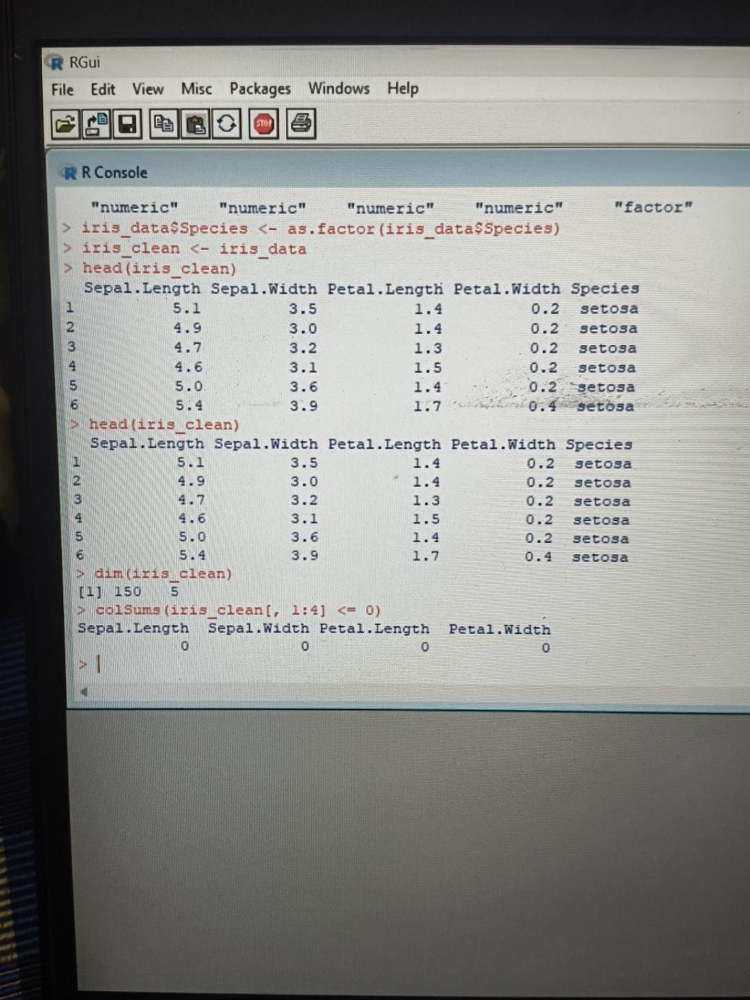 RGui
File Edit View Misc Packages Windows Help
STOP
R Console
"numeric" "numeric" "numeric" "numeric" "factor"
> iris_data$Species <- as.factor(iris_data$Species)
> iris_clean <- iris_data
> head(iris_clean)
Sepal.Length Sepal.Width Petal.Length Petal.Width Species
1 5.1 3.5 1.4 0.2 setosa
2 4.9 3.0 1.4 0.2 setosa
3 4.7 3.2 1.3 0.2 setosa
4 4.6 3.1 1.5 0.2 setosa
5 5.0 3.6 1.4 0.2 setosa
6 5.4 3.9 1.7 0.4 setosa
> head(iris_clean)
Sepal.Length Sepal.Width Petal.Length Petal.Width Species
1 5.1 3.5 1.4 0.2 setosa
2 4.9 3.0 1.4 0.2 setosa
3 4.7 3.2 1.3 0.2 setosa
4 4.6 3.1 1.5 0.2 setosa
5 5.0 3.6 1.4 0.2 setosa
6 5.4 3.9 1.7 0.4 setosa
> dim(iris_clean)
[1] 150 5
> colSums(iris_clean[, 1:4] <= 0)
Sepal.Length Sepal.Width Petal.Length Petal.Width
0 0 0 0
>